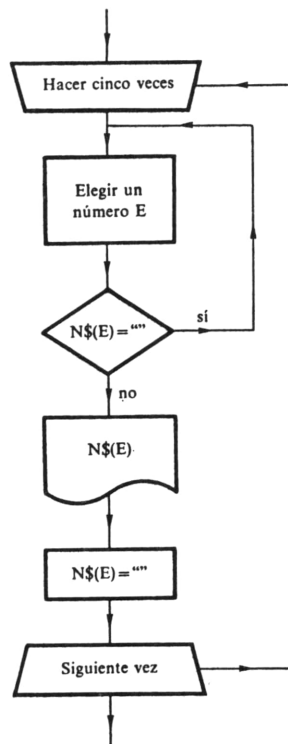 Hacer cinco veces
Elegir un
número E
N$(E)=“”
sí
no
N$(E)
N$(E)=“”
Siguiente vez